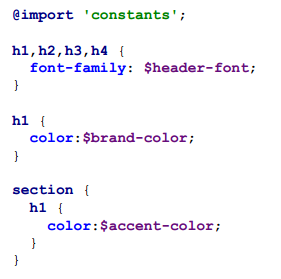 @import 'constants';

h1,h2,h3,h4 {
  font-family: $header-font;
}

h1 {
  color:$brand-color;
}

section {
  h1 {
    color:$accent-color;
  }
}